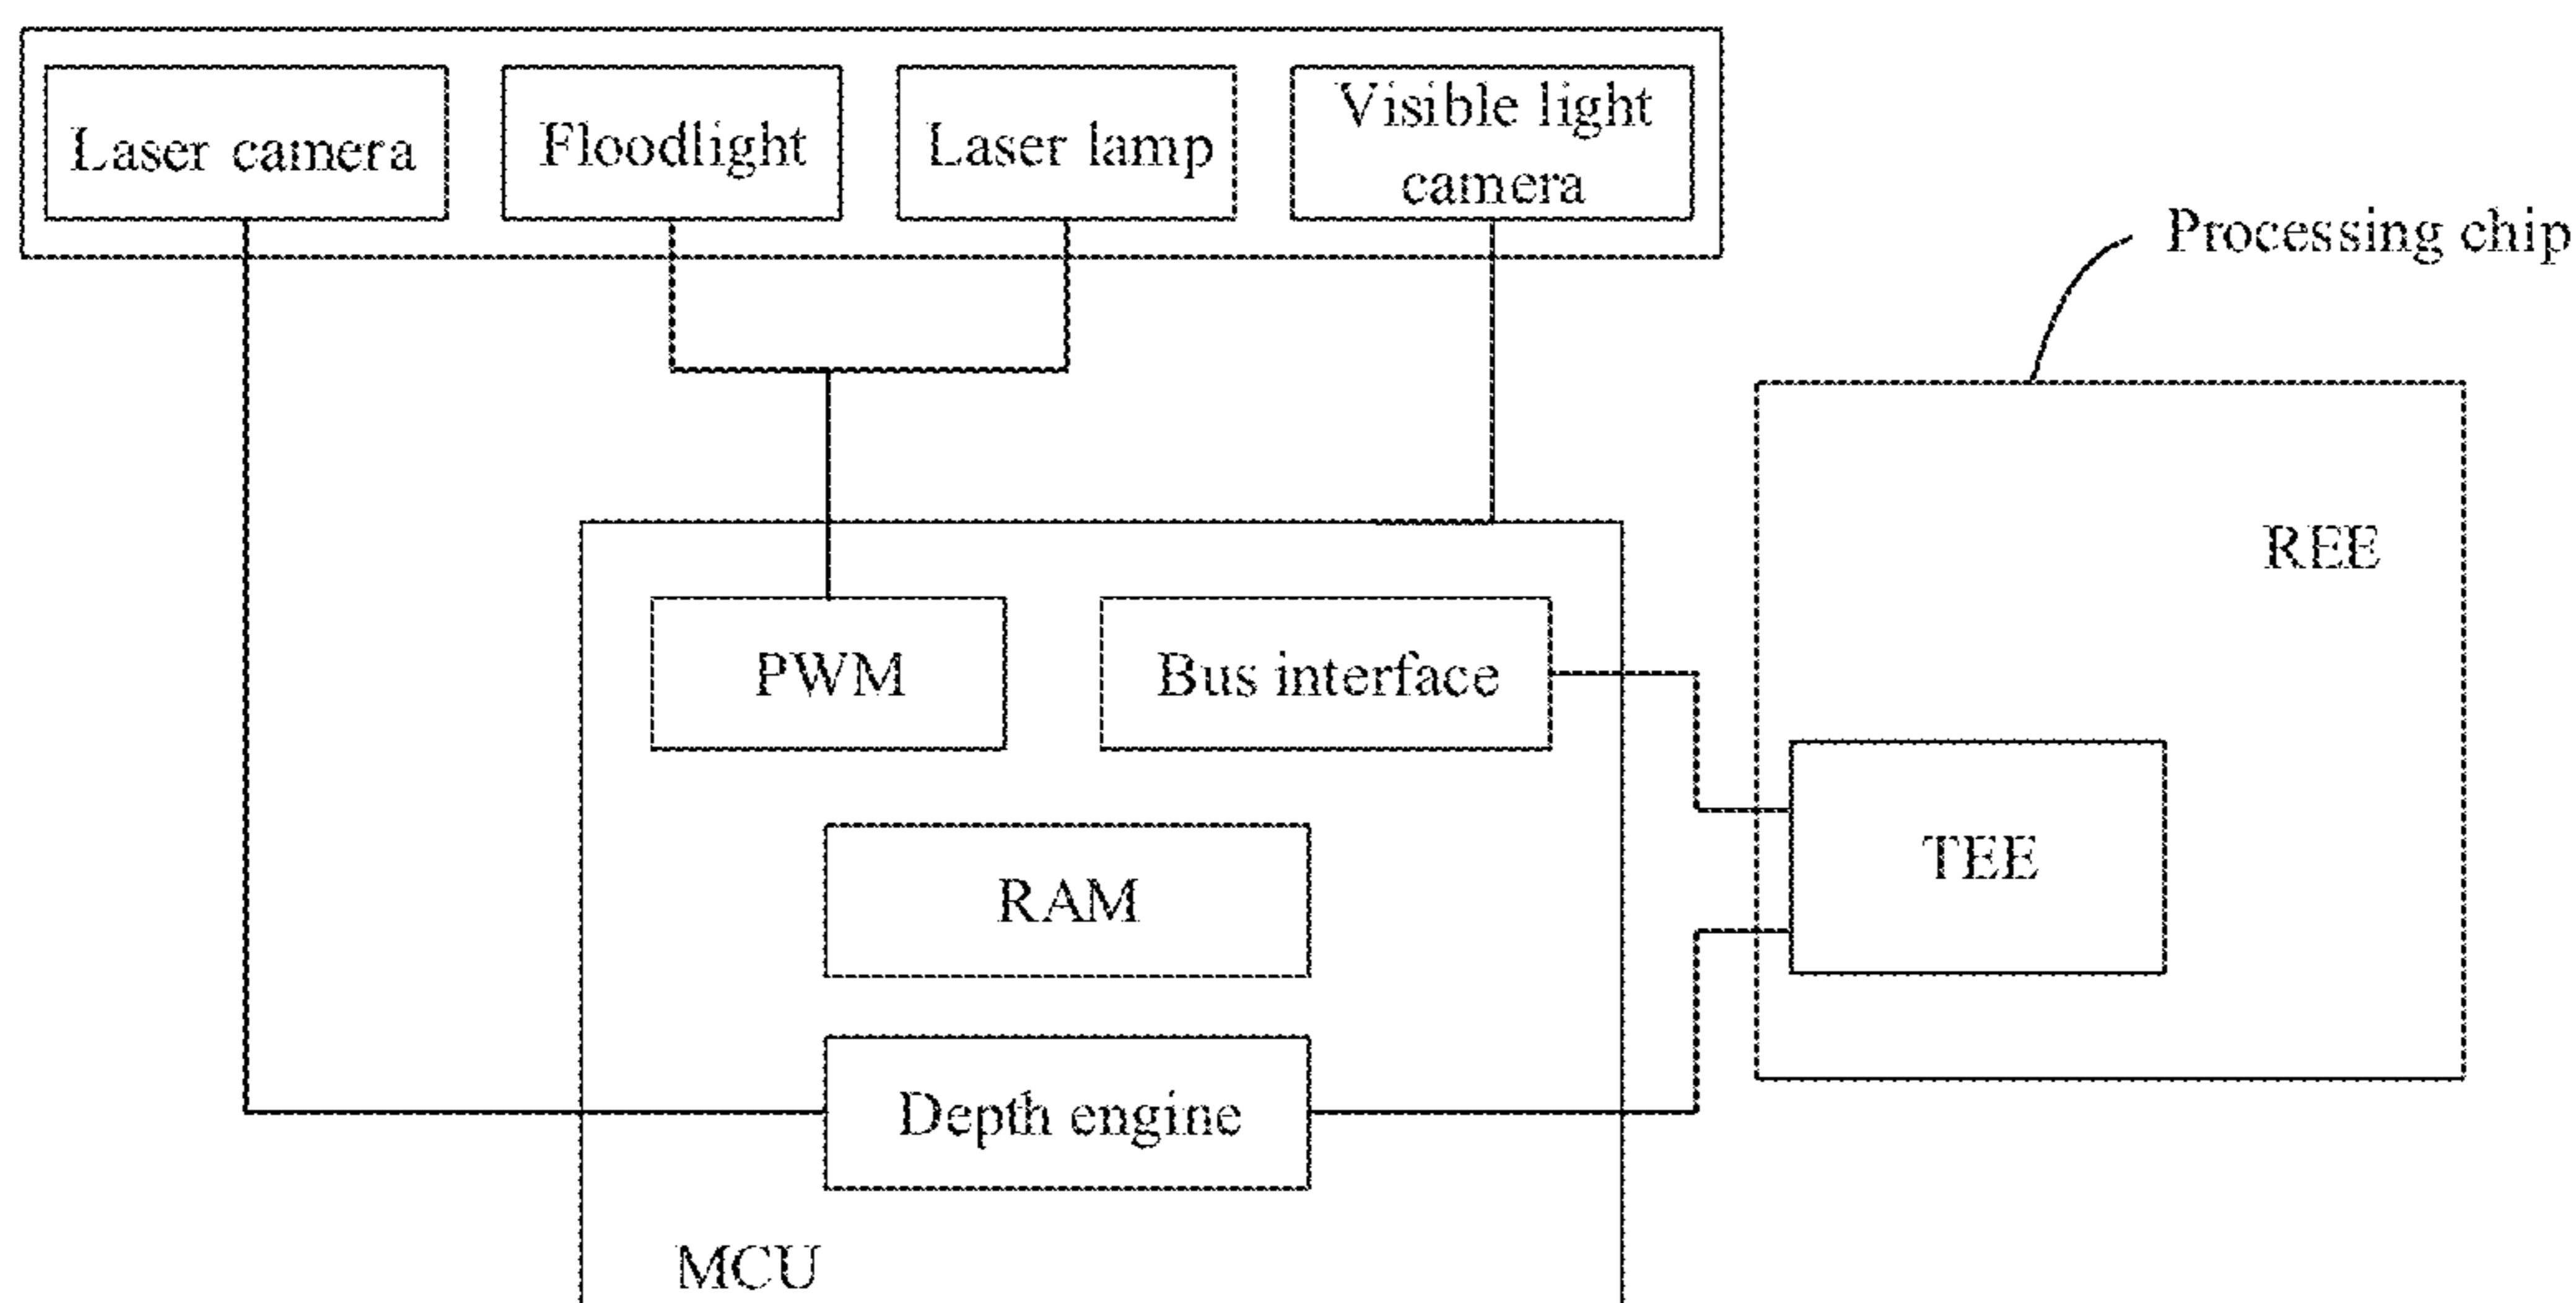 Laser camera
Floodlight
Laser lamp
Visible light
camera
Processing chip
REE
PWM
Bus interface
TEE
RAM
Depth engine
MCU